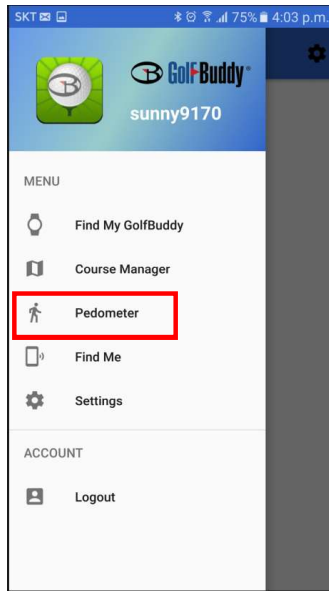 SKT 75% 4:03 p.m.
GolfBuddy
sunny9170
MENU
Find My GolfBuddy
Course Manager
Pedometer
Find Me
Settings
ACCOUNT
Logout